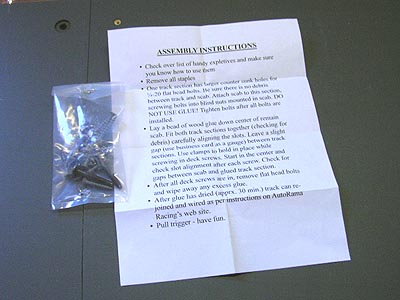 ASSEMBLY INSTRUCTIONS
• Check over list of handy expletives and make sure
you know how to use them
• Remove all staples
• One track section has larger counter sunk holes for
¼-20 flat head bolts. Be sure there is no debris
between track and scab. Attach scab to this section,
screwing bolts into blind nuts mounted in scab. DO
NOT USE GLUE! Tighten bolts after all bolts are
installed.
• Lay a bead of wood glue down center of remain
scab. Fit both track sections together (checking for
debris) carefully aligning the slots. Leave a slight
gap (use business card as a gauge) between track
sections. Use clamps to hold in place while
screwing in deck screws. Start in the center and
check slot alignment after each screw. Check for
gaps between scab and glued track section.
• After all deck screws are in, remove flat head bolts
and wipe away any excess glue.
• After glue has dried (apprx. 30 min.) track can re-
joined and wired as per instructions on AutoRama
Racing's web site.
• Pull trigger - have fun.